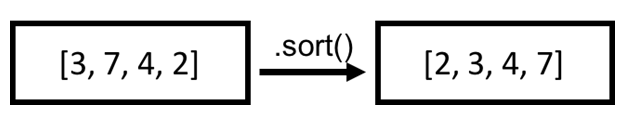 [3, 7, 4, 2]
.sort()
[2, 3, 4, 7]